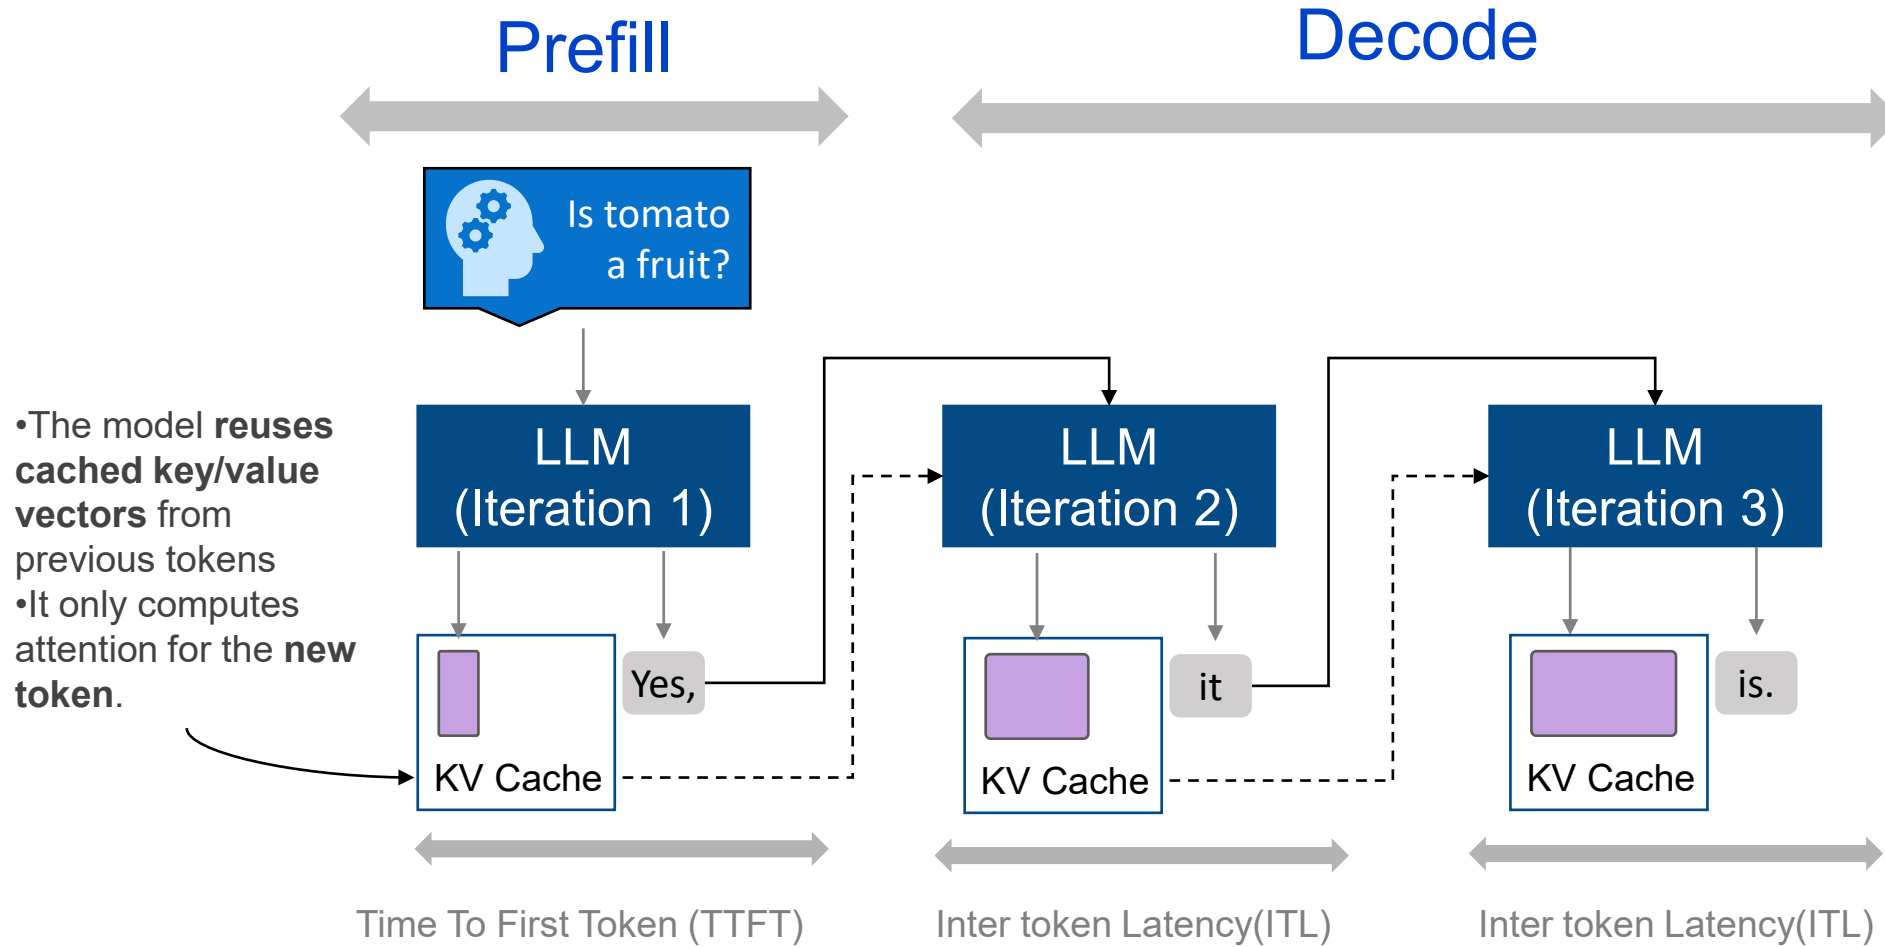 Prefill
Decode
Is tomato
a fruit?
•The model reuses
cached key/value
vectors from
previous tokens
•It only computes
attention for the new
token.
LLM
(Iteration 1)
LLM
(Iteration 2)
LLM
(Iteration 3)
KV Cache
Yes,
KV Cache
it
KV Cache
is.
Time To First Token (TTFT)
Inter token Latency(ITL)
Inter token Latency(ITL)